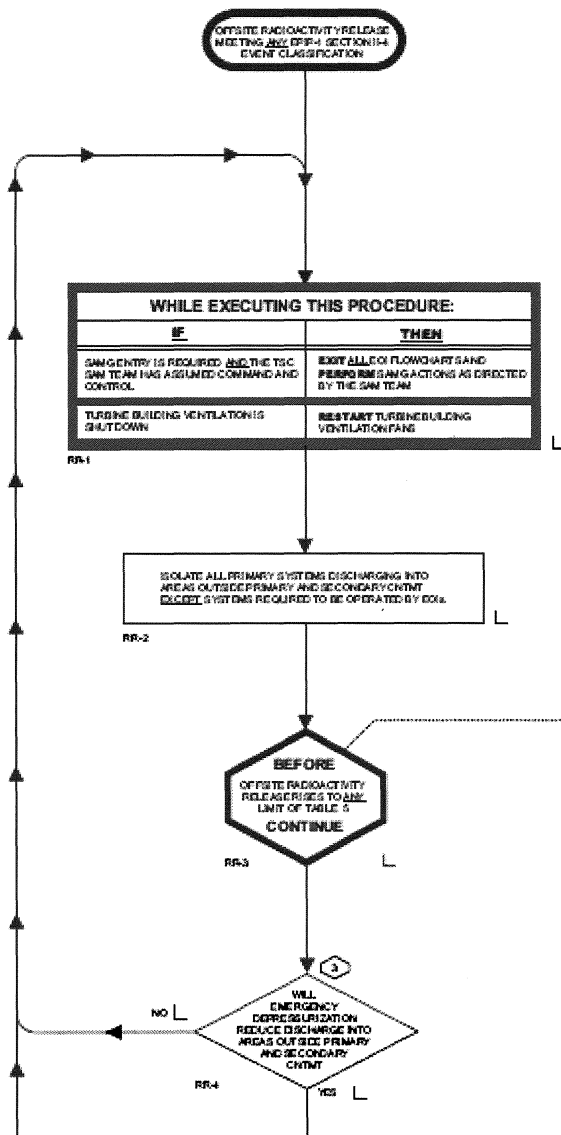 OFFSITE RADIOACTIVITY RELEASE
MEETING ANY EPIP-1 SECTION II-4
EVENT CLASSIFICATION
WHILE EXECUTING THIS PROCEDURE:
IF
THEN
SAMG ENTRY IS REQUIRED AND THE TSC
SAM TEAM HAS ASSUMED COMMAND AND
CONTROL
EXIT ALL EOI FLOWCHARTS AND
PERFORM SAMG ACTIONS AS DIRECTED
BY THE SAM TEAM
TURBINE BUILDING VENTILATION IS
SHUT DOWN
RESTART TURBINE BUILDING
VENTILATION FANS
RR-1
ISOLATE ALL PRIMARY SYSTEMS DISCHARGING INTO
AREAS OUTSIDE PRIMARY AND SECONDARY CNTMT
EXCEPT SYSTEMS REQUIRED TO BE OPERATED BY EOIs.
RR-2
BEFORE
OFFSITE RADIOACTIVITY
RELEASE RISES TO ANY
LIMIT OF TABLE
CONTINUE
RR-3
3
WILL
EMERGENCY
DEPRESSURIZATION
REDUCE DISCHARGE INTO
AREAS OUTSIDE PRIMARY
AND SECONDARY
CNTMT
NO
RR-4
YES